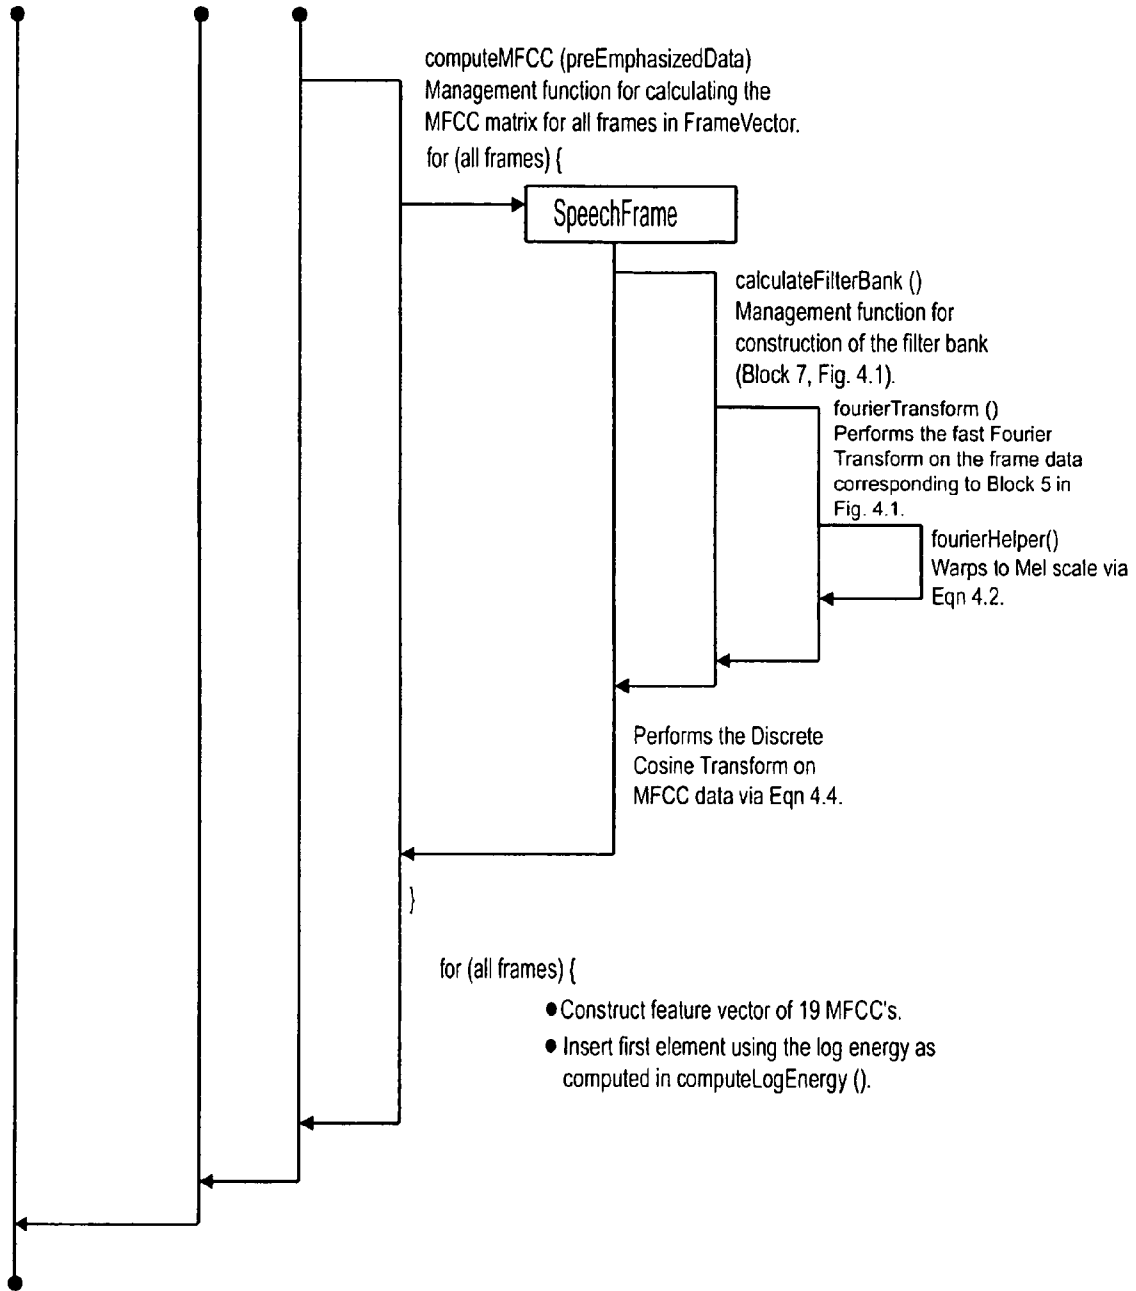 computeMFCC (preEmphasizedData)
Management function for calculating the
MFCC matrix for all frames in FrameVector.
for (all frames) {
SpeechFrame
calculateFilterBank ()
Management function for
construction of the filter bank
(Block 7, Fig. 4.1).
fourierTransform ()
Performs the fast Fourier
Transform on the frame data
corresponding to Block 5 in
Fig. 4.1.
fourierHelper()
Warps to Mel scale via
Eqn 4.2.
Performs the Discrete
Cosine Transform on
MFCC data via Eqn 4.4.
}
for (all frames) {
● Construct feature vector of 19 MFCC's.
● Insert first element using the log energy as
computed in computeLogEnergy ().